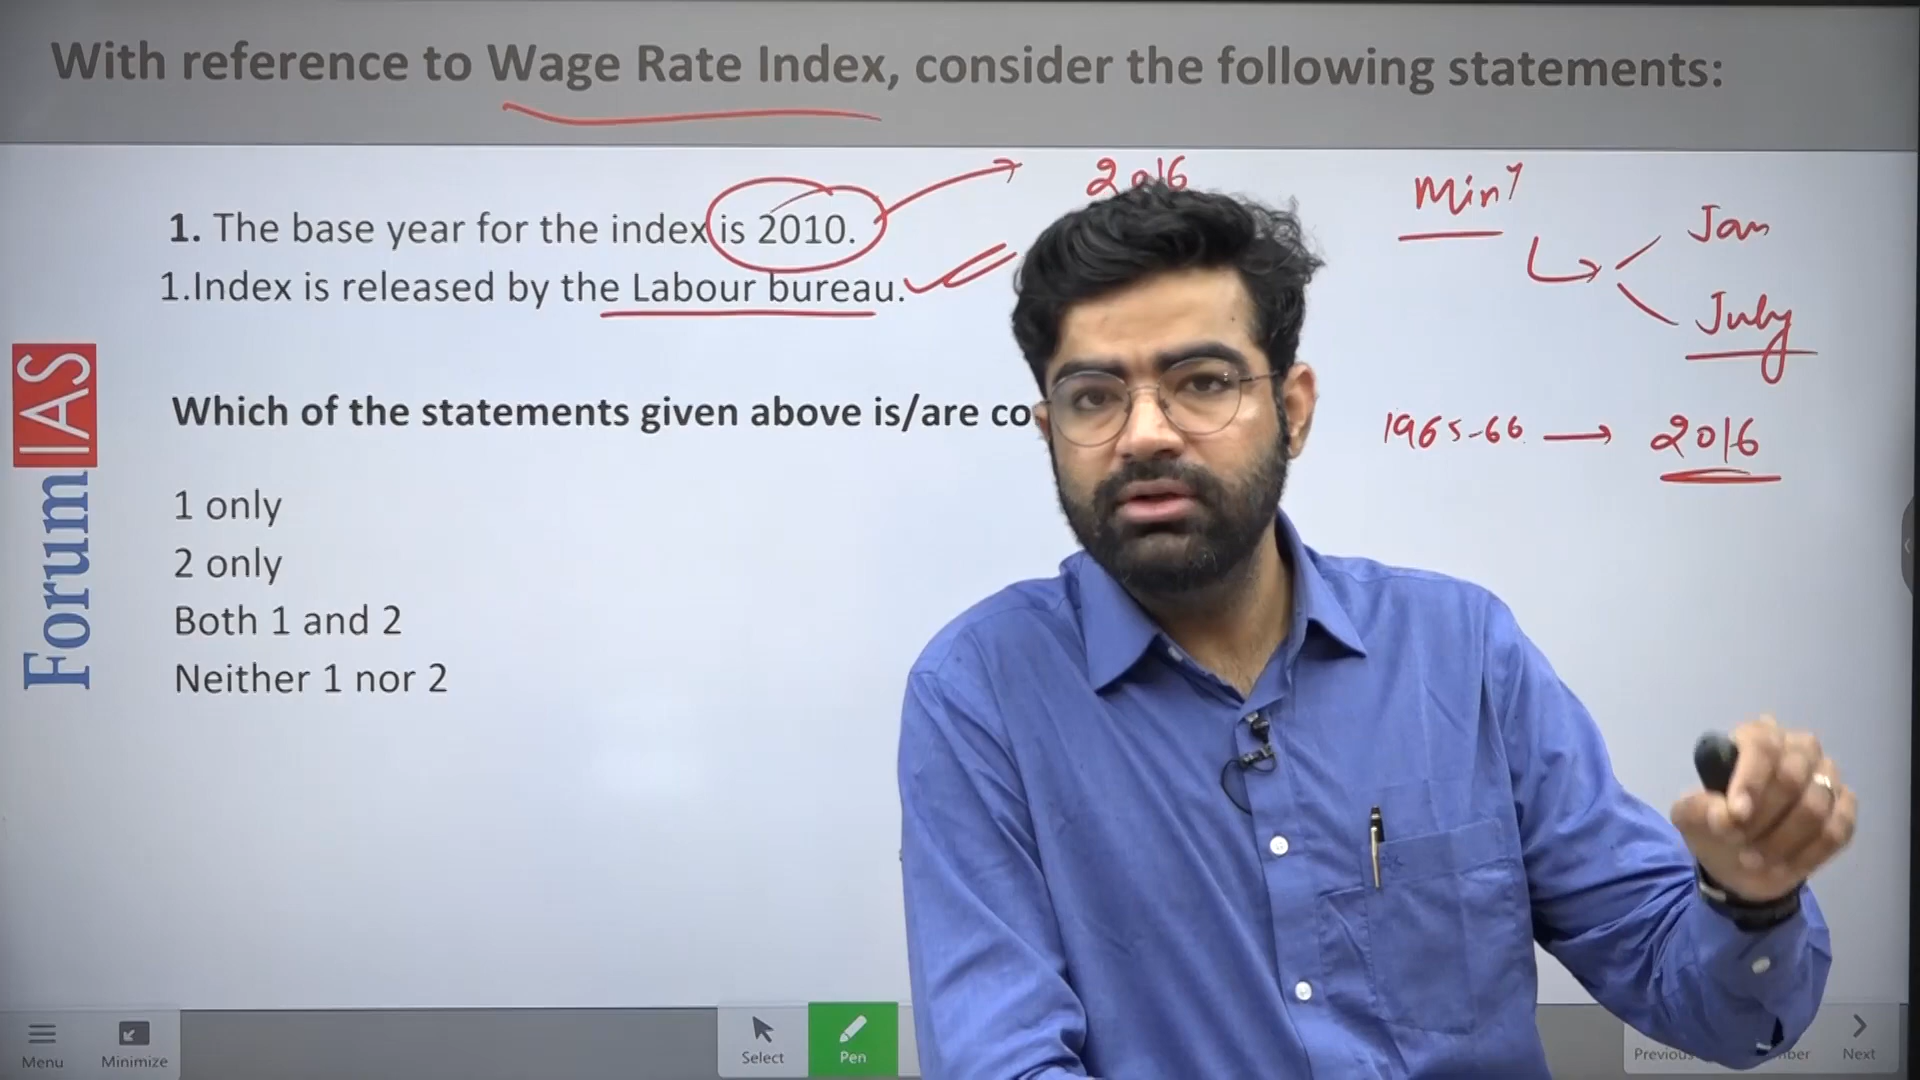 With reference to Wage Rate Index, consider the following statements:
1. The base year for the index is 2010.
2016
1.Index is released by the Labour bureau.
Min
Jan
July
1965-66 → 2016
Which of the statements given above is/are co
1 only
2 only
Both 1 and 2
Neither 1 nor 2
ForumIAS
Menu
Minimize
Select
Pen
Previous
Next